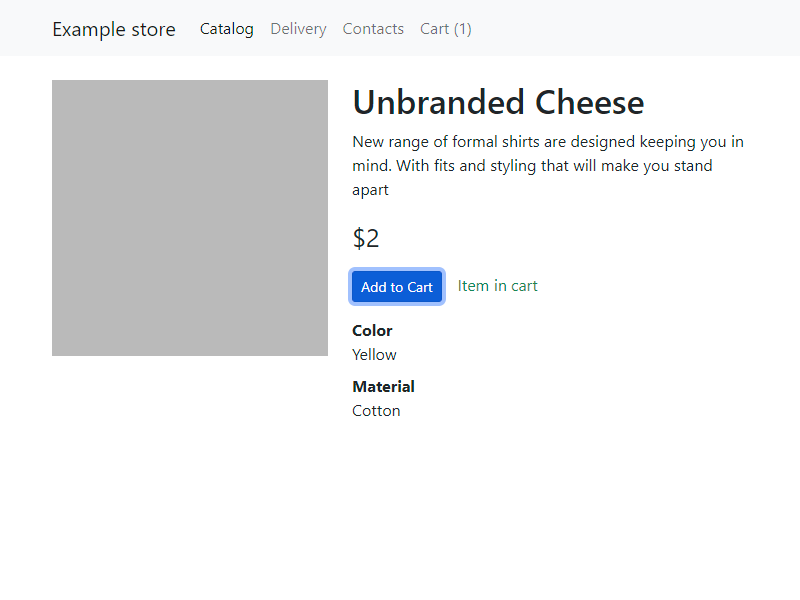 Example store Catalog Delivery Contacts Cart (1)
Unbranded Cheese
New range of formal shirts are designed keeping you in
mind. With fits and styling that will make you stand
apart
$2
Add to Cart Item in cart
Color
Yellow
Material
Cotton